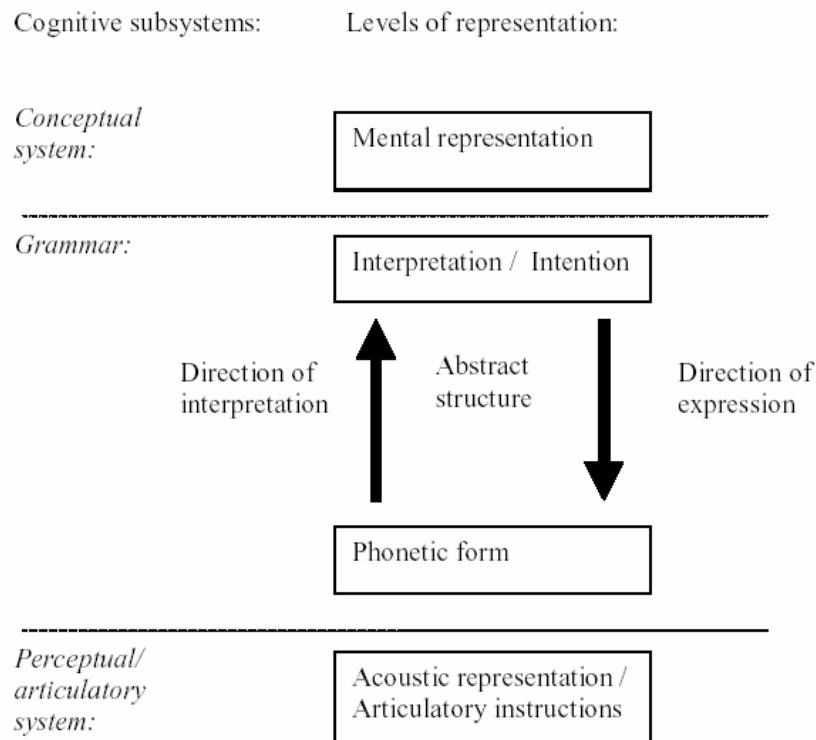 Cognitive subsystems: Levels of representation:
Conceptual
system:
Mental representation
Grammar:
Interpretation / Intention
Direction of
interpretation
Abstract
structure
Direction of
expression
Phonetic form
Perceptual/
articulatory
system:
Acoustic representation /
Articulatory instructions